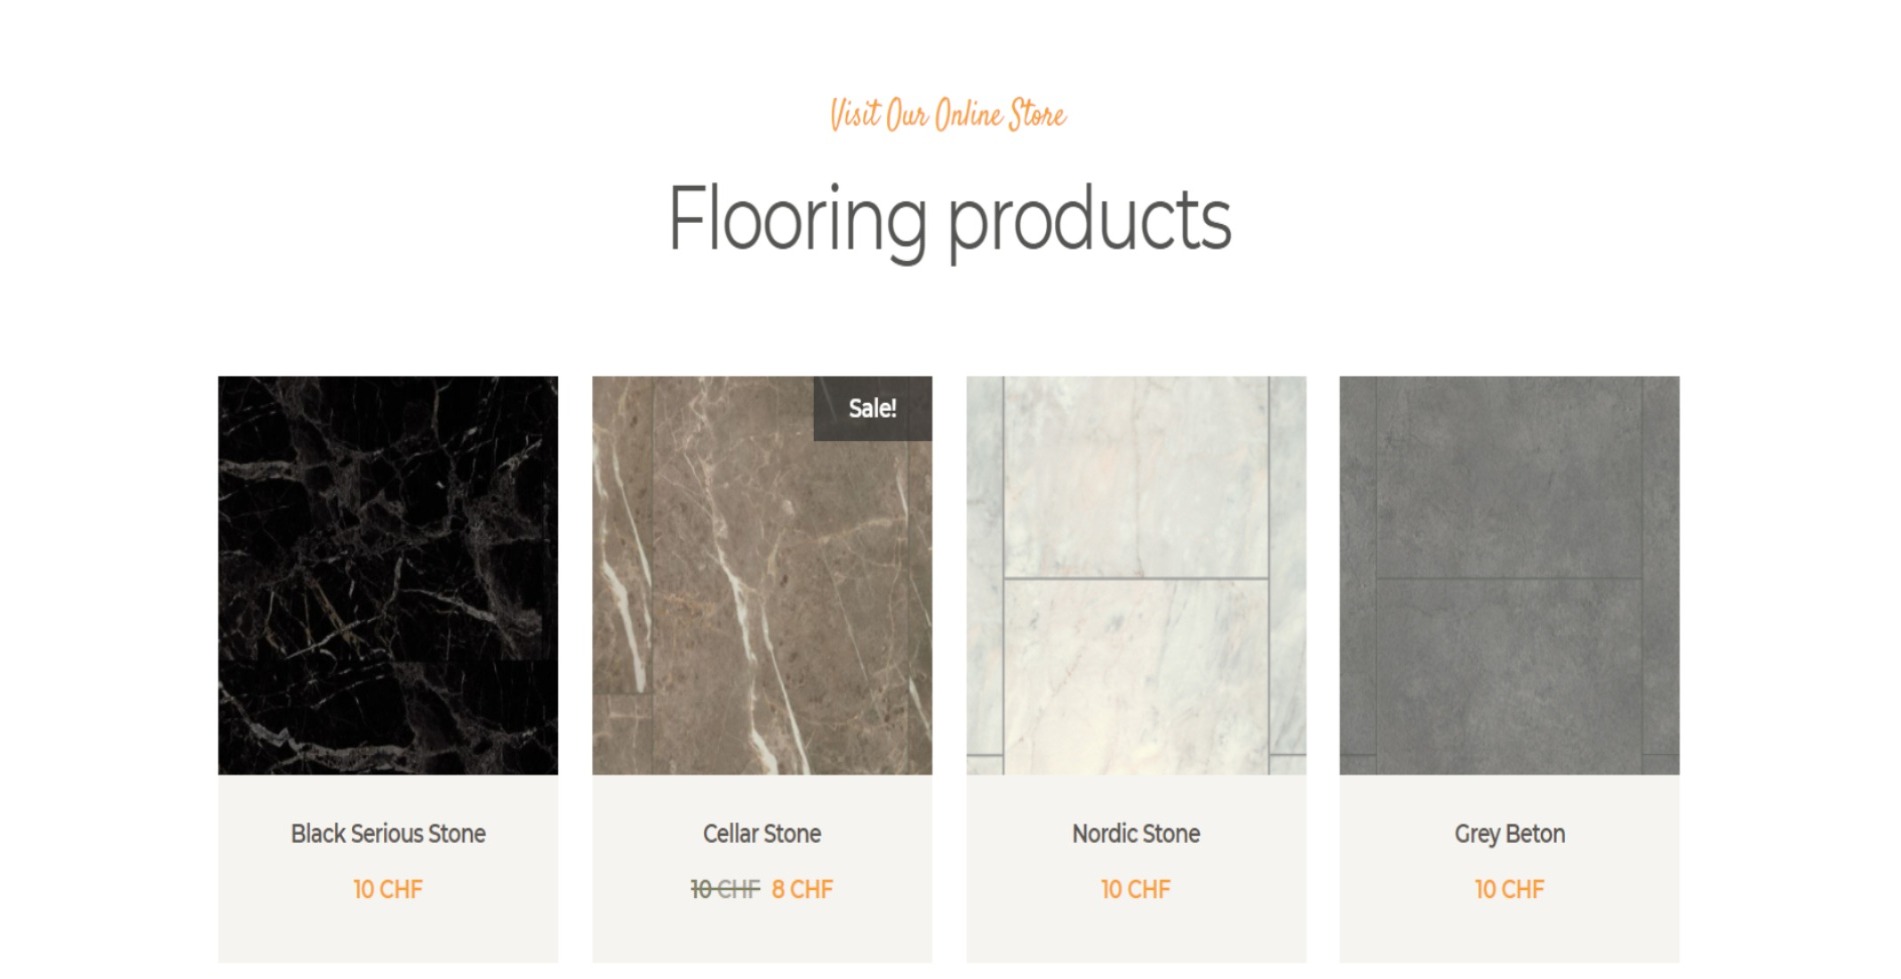 Visit Our Online Store
Flooring products
Sale!
Black Serious Stone
10 CHF
Cellar Stone
10 CHF 8 CHF
Nordic Stone
10 CHF
Grey Beton
10 CHF